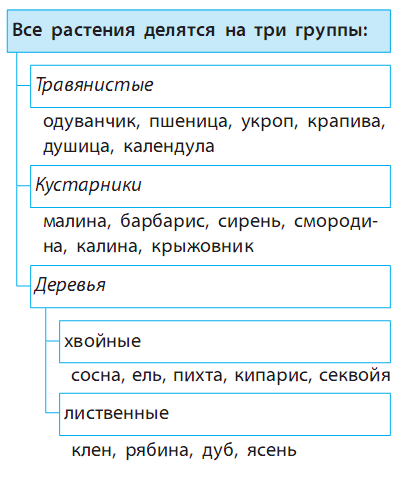 Все растения делятся на три группы:
Травянистые
одуванчик, пшеница, укроп, крапива,
душица, календула
Кустарники
малина, барбарис, сирень, смороди-
на, калина, крыжовник
Деревья
хвойные
сосна, ель, пихта, кипарис, секвойя
лиственные
клен, рябина, дуб, ясень